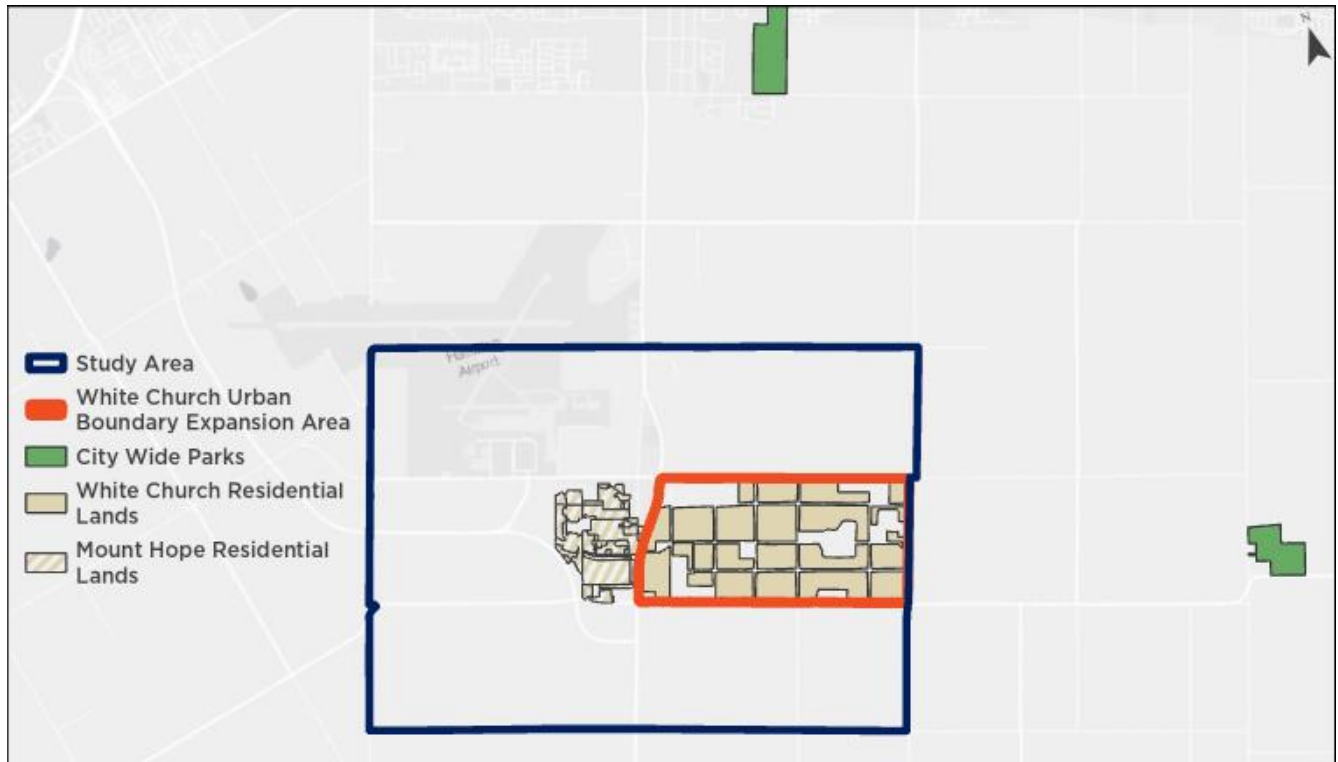 N
Study Area
White Church Urban
Boundary Expansion Area
City Wide Parks
White Church Residential
Lands
Mount Hope Residential
Lands
Airport